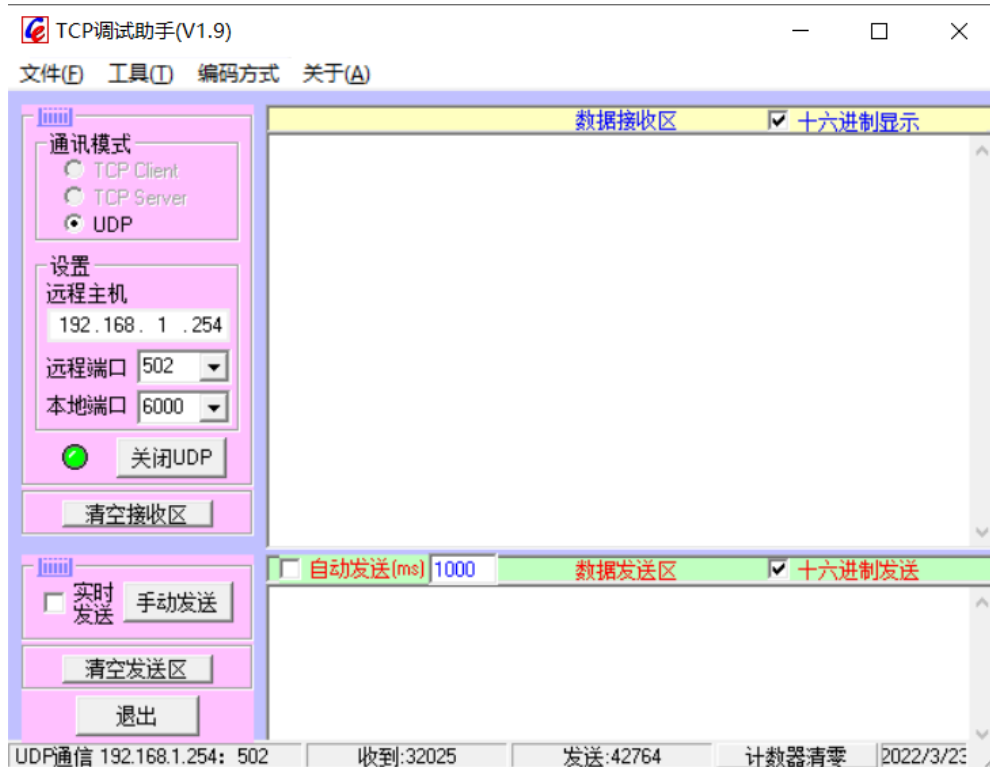 TCP调试助手(V1.9)
文件(F) 工具(T) 编码方式 关于(A)
通讯模式
TCP Client
TCP Server
UDP
设置
远程主机
192.168. 1 .254
远程端口 502
本地端口 6000
关闭UDP
清空接收区
数据接收区 十六进制显示
自动发送(ms) 1000 数据发送区 十六进制发送
实时发送
手动发送
清空发送区
退出
UDP通信 192.168.1.254: 502 收到:32025 发送:42764 计数器清零 2022/3/23